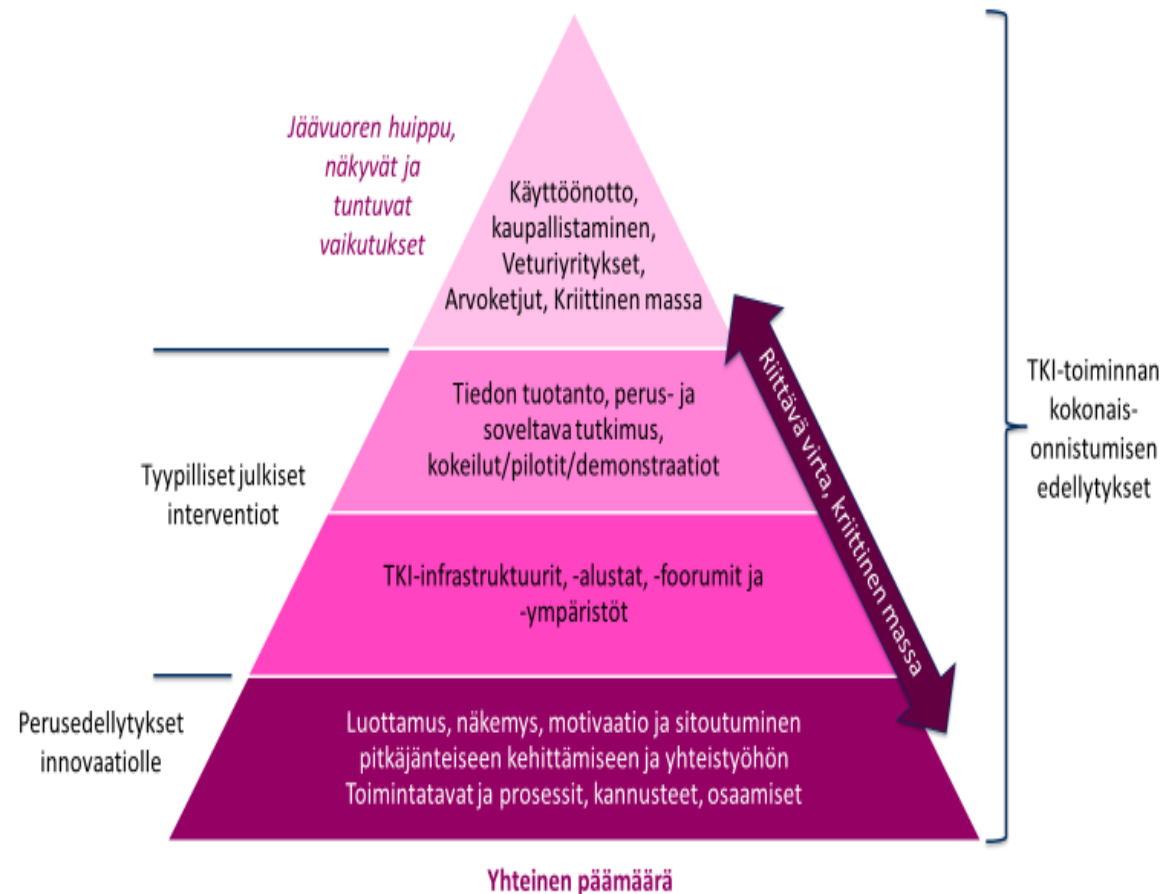 Jäävuoren huippu,
näkyvät ja
tuntuvat
vaikutukset
Käyttöönotto,
kaupallistaminen,
Veturiyritykset,
Arvoketjut, Kriittinen massa
Tiedon tuotanto, perus- ja
soveltava tutkimus,
kokeilut/pilotit/demonstraatiot
Tyypilliset julkiset
interventiot
TKI-infrastruktuurit, -alustat, -foorumit ja
-ympäristöt
Perusedellytykset
innovaatiolle
Luottamus, näkemys, motivaatio ja sitoutuminen
pitkäjänteiseen kehittämiseen ja yhteistyöhön
Toimintatavat ja prosessit, kannusteet, osaamiset
Riittävä virta, kriittinen massa
TKI-toiminnan
kokonais-
onnistumisen
edellytykset
Yhteinen päämäärä